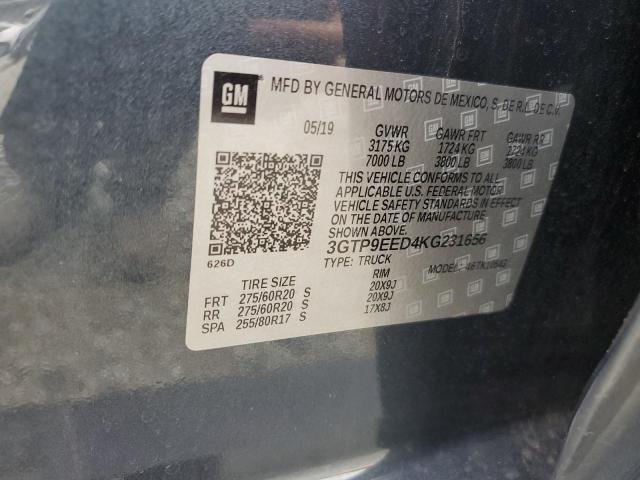 GM
MFD BY GENERAL MOTORS DE MEXICO, S. DE R.L. DE C.V.
05/19 GVWR GAWR FRT GAWR RR
3175 KG 1724 KG 1724 KG
7000 LB 3800 LB 3800 LB
THIS VEHICLE CONFORMS TO ALL
APPLICABLE U.S. FEDERAL MOTOR
VEHICLE SAFETY STANDARDS IN EFFECT
ON THE DATE OF MANUFACTURE
SHOWN ABOVE.
3GTP9EED4KG231656
626D
TYPE: TRUCK
TIRE SIZE RIM
FRT 275/60R20 S 20X9J
RR 275/60R20 S 20X9J
SPA 255/80R17 S 17X8J